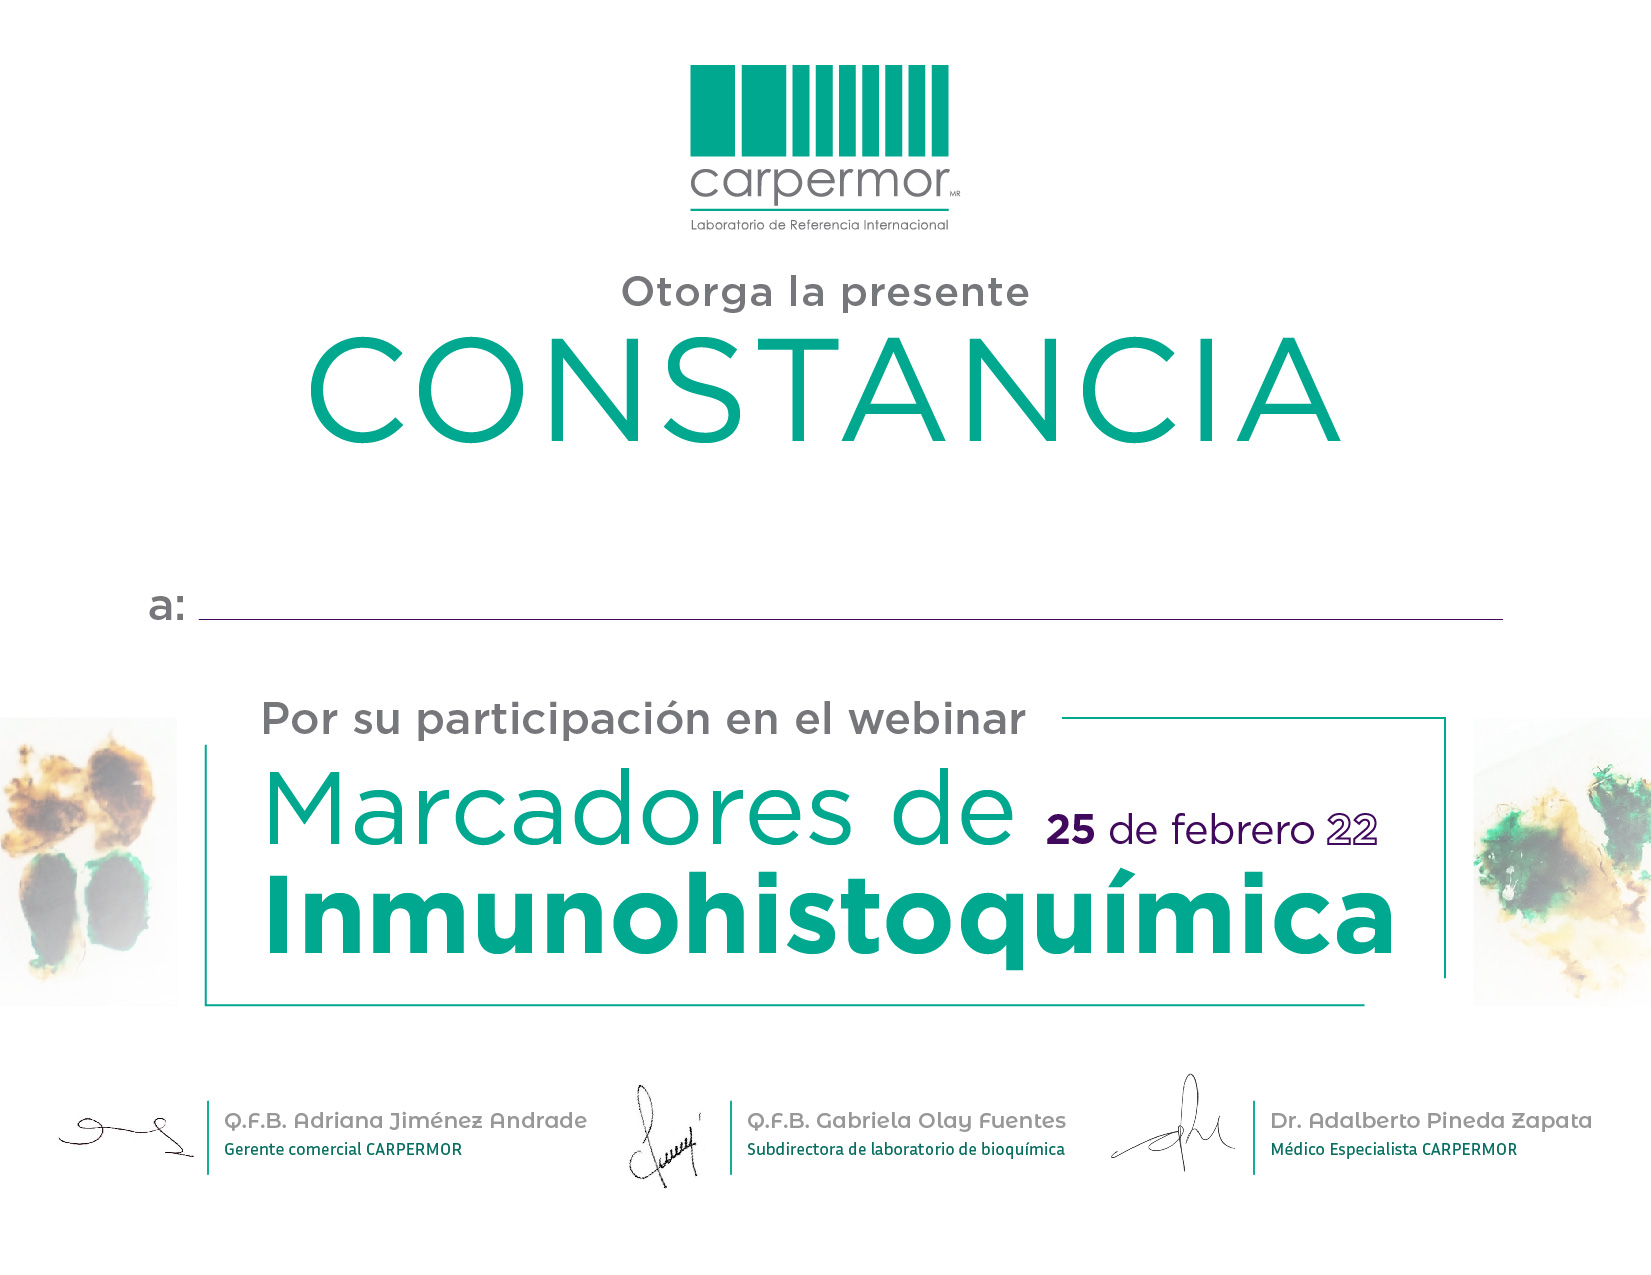 carpermor MR
Laboratorio de Referencia Internacional
Otorga la presente
CONSTANCIA
a:
Por su participación en el webinar
Marcadores de 25 de febrero 22
Inmunohistoquímica
Q.F.B. Adriana Jiménez Andrade
Gerente comercial CARPERMOR
Q.F.B. Gabriela Olay Fuentes
Subdirectora de laboratorio de bioquímica
Dr. Adalberto Pineda Zapata
Médico Especialista CARPERMOR